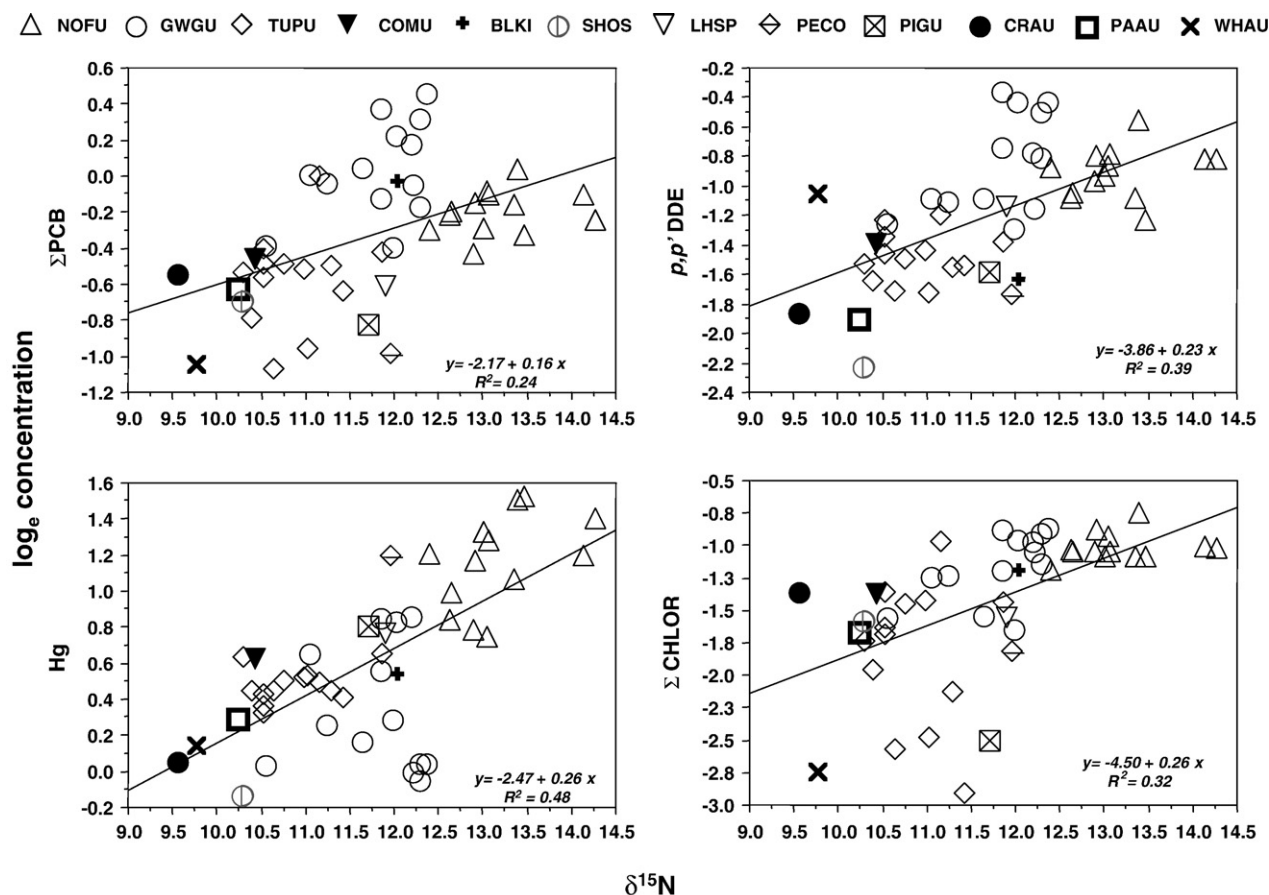 NOFU GWGU TUPU COMU BLKI SHOS LHSP PECO PIGU CRAU PAAU WHAU
log<sub>e</sub> concentration
ΣPCB
0.6
0.4
0.2
0.0
-0.2
-0.4
-0.6
-0.8
-1.0
-1.2
y= -2.17 + 0.16 x
R²= 0.24
9.0 9.5 10.0 10.5 11.0 11.5 12.0 12.5 13.0 13.5 14.0 14.5
p,p' DDE
-0.2
-0.4
-0.6
-0.8
-1.0
-1.2
-1.4
-1.6
-1.8
-2.0
-2.2
-2.4
y= -3.86 + 0.23 x
R² = 0.39
9.0 9.5 10.0 10.5 11.0 11.5 12.0 12.5 13.0 13.5 14.0 14.5
Hg
1.6
1.4
1.2
1.0
0.8
0.6
0.4
0.2
0.0
-0.2
y= -2.47 + 0.26 x
R² = 0.48
9.0 9.5 10.0 10.5 11.0 11.5 12.0 12.5 13.0 13.5 14.0 14.5
Σ CHLOR
-0.5
-0.8
-1.0
-1.3
-1.5
-1.8
-2.0
-2.3
-2.5
-2.8
-3.0
y= -4.50 + 0.26 x
R² = 0.32
9.0 9.5 10.0 10.5 11.0 11.5 12.0 12.5 13.0 13.5 14.0 14.5
δ¹⁵N